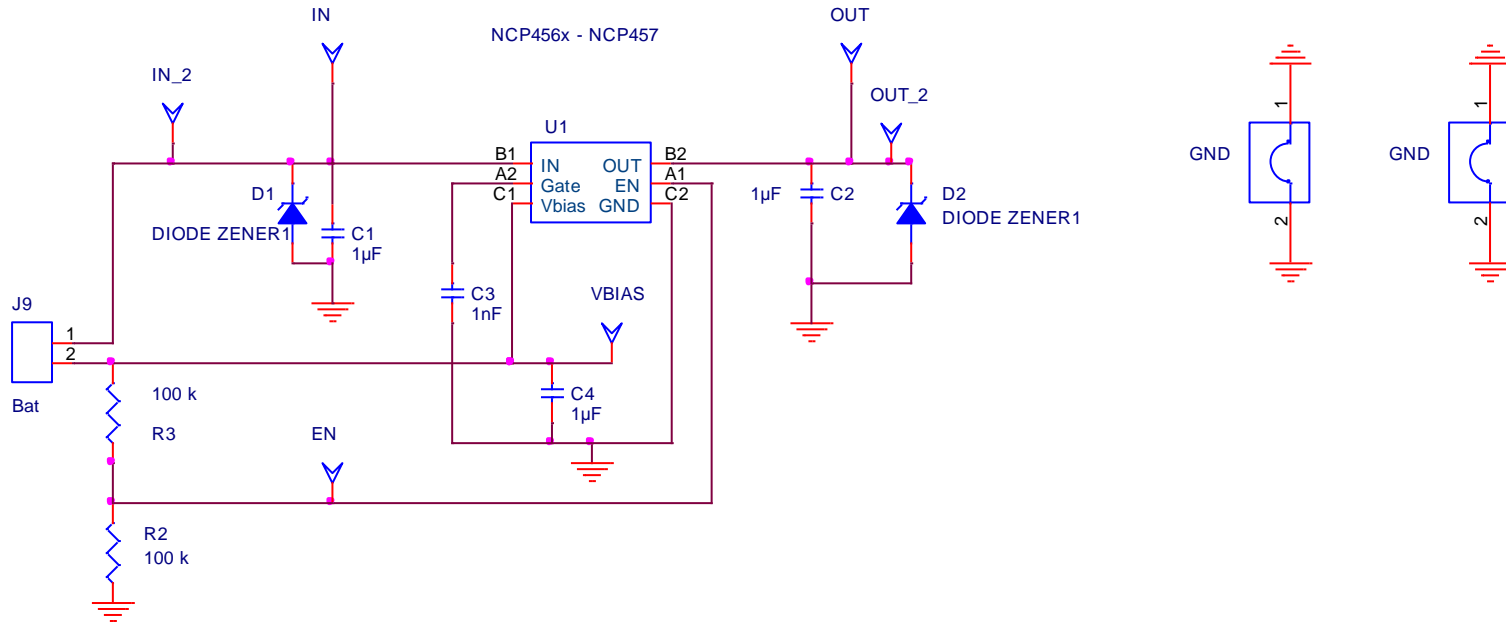 IN
OUT
NCP456x - NCP457
IN_2
OUT_2
U1
B1 IN OUT B2
A2 Gate EN A1
C1 Vbias GND C2
D1
DIODE ZENER1
C1
1µF
1µF C2
D2
DIODE ZENER1
GND
1
2
GND
1
2
C3
1nF
VBIAS
J9
1
2
Bat
100 k
R3
C4
1µF
EN
R2
100 k